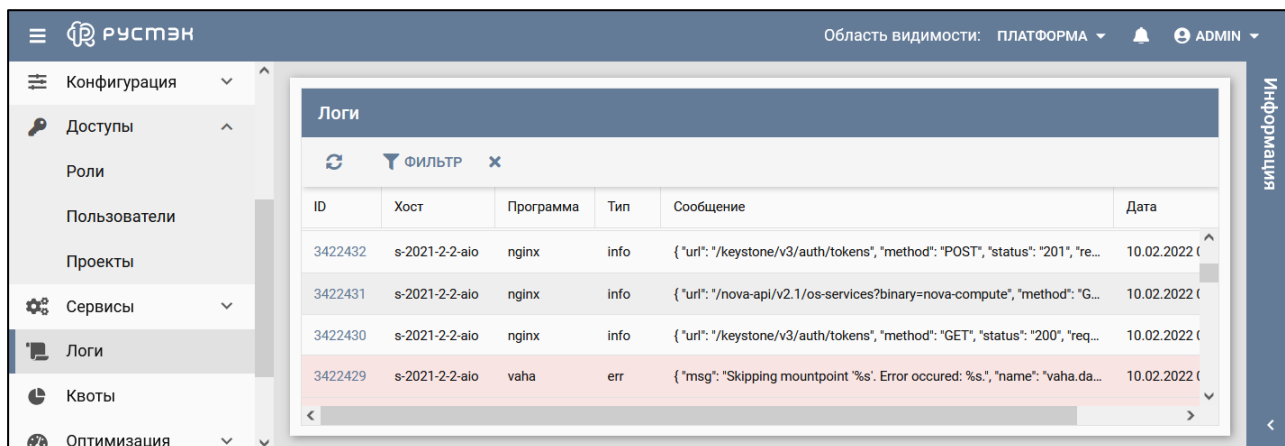 РУСТЭК Область видимости: ПЛАТФОРМА ADMIN
Конфигурация
Доступы
Роли
Пользователи
Проекты
Сервисы
Логи
Квоты
Оптимизация
Логи
ФИЛЬТР
ID Хост Программа Тип Сообщение Дата
3422432 s-2021-2-2-aio nginx info { "url": "/keystone/v3/auth/tokens", "method": "POST", "status": "201", "re... 10.02.2022
3422431 s-2021-2-2-aio nginx info { "url": "/nova-api/v2.1/os-services?binary=nova-compute", "method": "G... 10.02.2022
3422430 s-2021-2-2-aio nginx info { "url": "/keystone/v3/auth/tokens", "method": "GET", "status": "200", "req... 10.02.2022
3422429 s-2021-2-2-aio vaha err { "msg": "Skipping mountpoint '%s'. Error occured: %s.", "name": "vaha.da... 10.02.2022
Информация